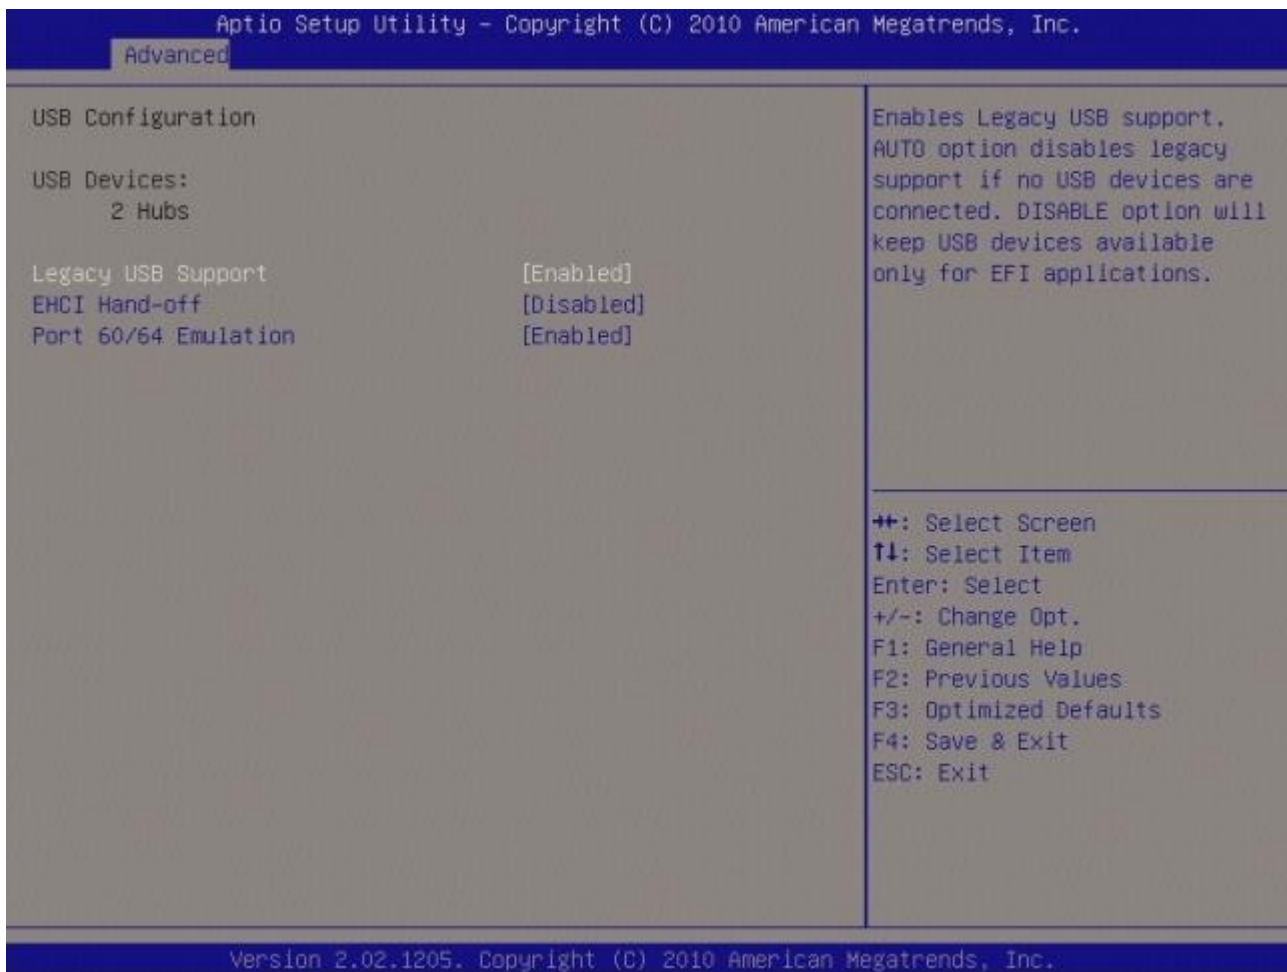 Aptio Setup Utility – Copyright (C) 2010 American Megatrends, Inc.
Advanced
USB Configuration
USB Devices:
2 Hubs
Legacy USB Support [Enabled]
EHCI Hand-off [Disabled]
Port 60/64 Emulation [Enabled]
Enables Legacy USB support.
AUTO option disables legacy
support if no USB devices are
connected. DISABLE option will
keep USB devices available
only for EFI applications.
→←: Select Screen
↑↓: Select Item
Enter: Select
+/-: Change Opt.
F1: General Help
F2: Previous Values
F3: Optimized Defaults
F4: Save & Exit
ESC: Exit
Version 2.02.1205. Copyright (C) 2010 American Megatrends, Inc.